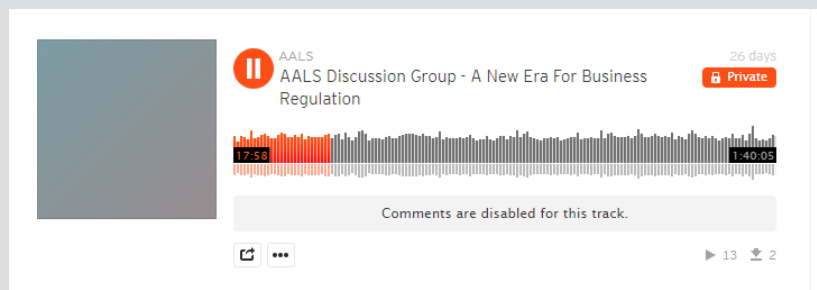 AALS
26 days
AALS Discussion Group - A New Era For Business
Regulation
Private
17:58
1:40:05
Comments are disabled for this track.
13
2